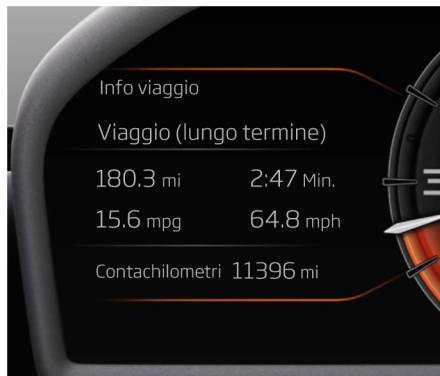 Info viaggio
Viaggio (lungo termine)
180.3 mi 2:47 Min.
15.6 mpg 64.8 mph
Contachilometri 11396 mi